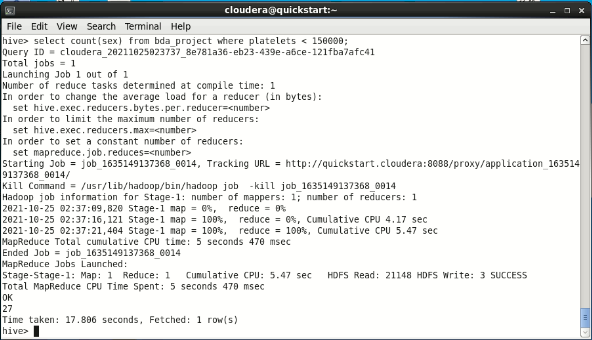 cloudera@quickstart:~
File Edit View Search Terminal Help
hive> select count(sex) from bda_project where platelets < 150000;
Query ID = cloudera_20211025023737_8e781a36-eb23-439e-a6ce-121fba7afc41
Total jobs = 1
Launching Job 1 out of 1
Number of reduce tasks determined at compile time: 1
In order to change the average load for a reducer (in bytes):
  set hive.exec.reducers.bytes.per.reducer=<number>
In order to limit the maximum number of reducers:
  set hive.exec.reducers.max=<number>
In order to set a constant number of reducers:
  set mapreduce.job.reduces=<number>
Starting Job = job_1635149137368_0014, Tracking URL = http://quickstart.cloudera:8088/proxy/application_163514
9137368_0014/
Kill Command = /usr/lib/hadoop/bin/hadoop job  -kill job_1635149137368_0014
Hadoop job information for Stage-1: number of mappers: 1; number of reducers: 1
2021-10-25 02:37:09,820 Stage-1 map = 0%,  reduce = 0%
2021-10-25 02:37:16,121 Stage-1 map = 100%,  reduce = 0%, Cumulative CPU 4.17 sec
2021-10-25 02:37:21,404 Stage-1 map = 100%,  reduce = 100%, Cumulative CPU 5.47 sec
MapReduce Total cumulative CPU time: 5 seconds 470 msec
Ended Job = job_1635149137368_0014
MapReduce Jobs Launched:
Stage-Stage-1: Map: 1  Reduce: 1   Cumulative CPU: 5.47 sec   HDFS Read: 21148 HDFS Write: 3 SUCCESS
Total MapReduce CPU Time Spent: 5 seconds 470 msec
OK
27
Time taken: 17.806 seconds, Fetched: 1 row(s)
hive>